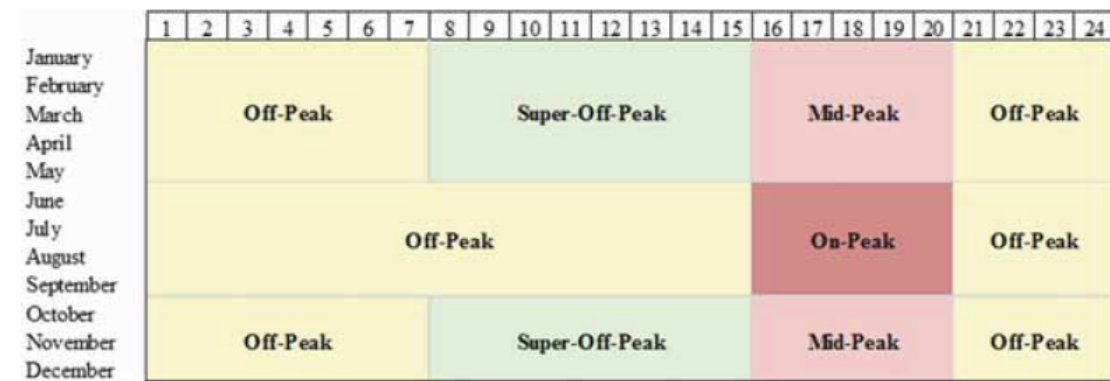 1 2 3 4 5 6 7 8 9 10 11 12 13 14 15 16 17 18 19 20 21 22 23 24
January
February
March Off-Peak Super-Off-Peak Mid-Peak Off-Peak
April
May
June
July
Off-Peak On-Peak Off-Peak
August
September
October
November Off-Peak Super-Off-Peak Mid-Peak Off-Peak
December